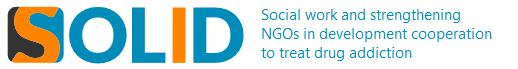 SOLID
Social work and strengthening
NGOs in development cooperation
to treat drug addiction